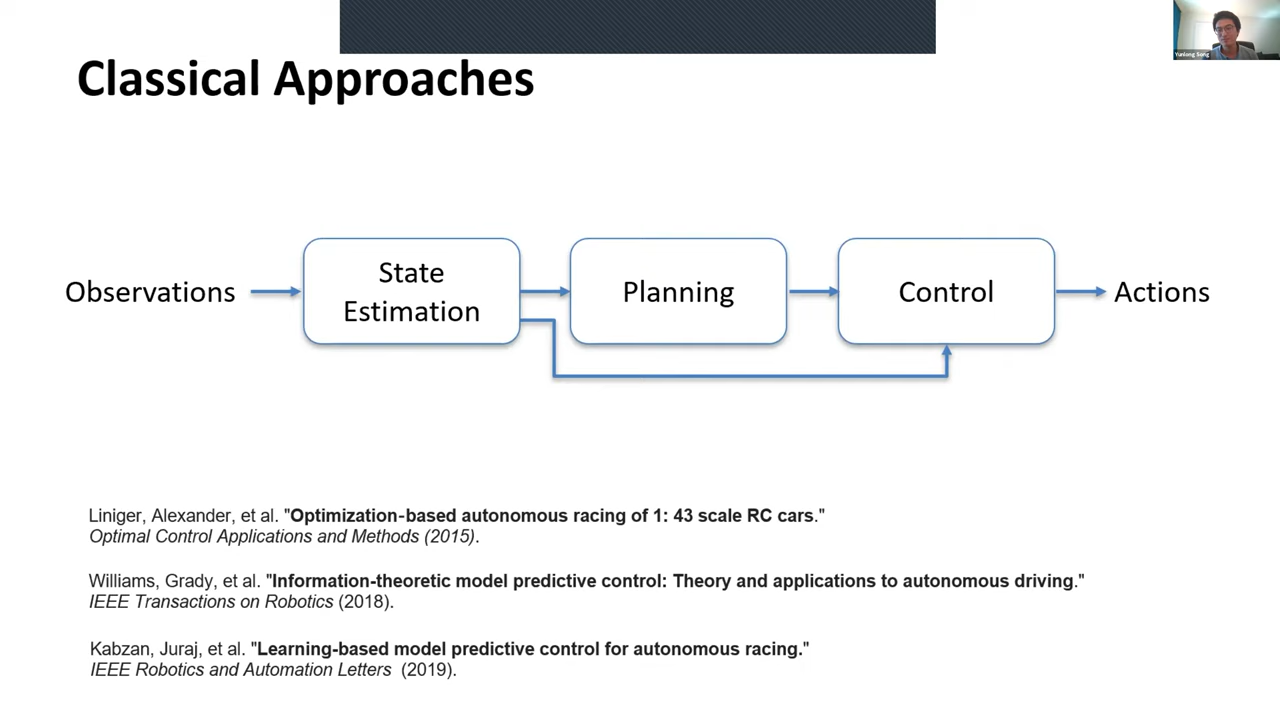 Classical Approaches
Yunlong Song
Observations
State
Estimation
Planning
Control
Actions
Liniger, Alexander, et al. "Optimization-based autonomous racing of 1: 43 scale RC cars."
Optimal Control Applications and Methods (2015).
Williams, Grady, et al. "Information-theoretic model predictive control: Theory and applications to autonomous driving."
IEEE Transactions on Robotics (2018).
Kabzan, Juraj, et al. "Learning-based model predictive control for autonomous racing."
IEEE Robotics and Automation Letters (2019).